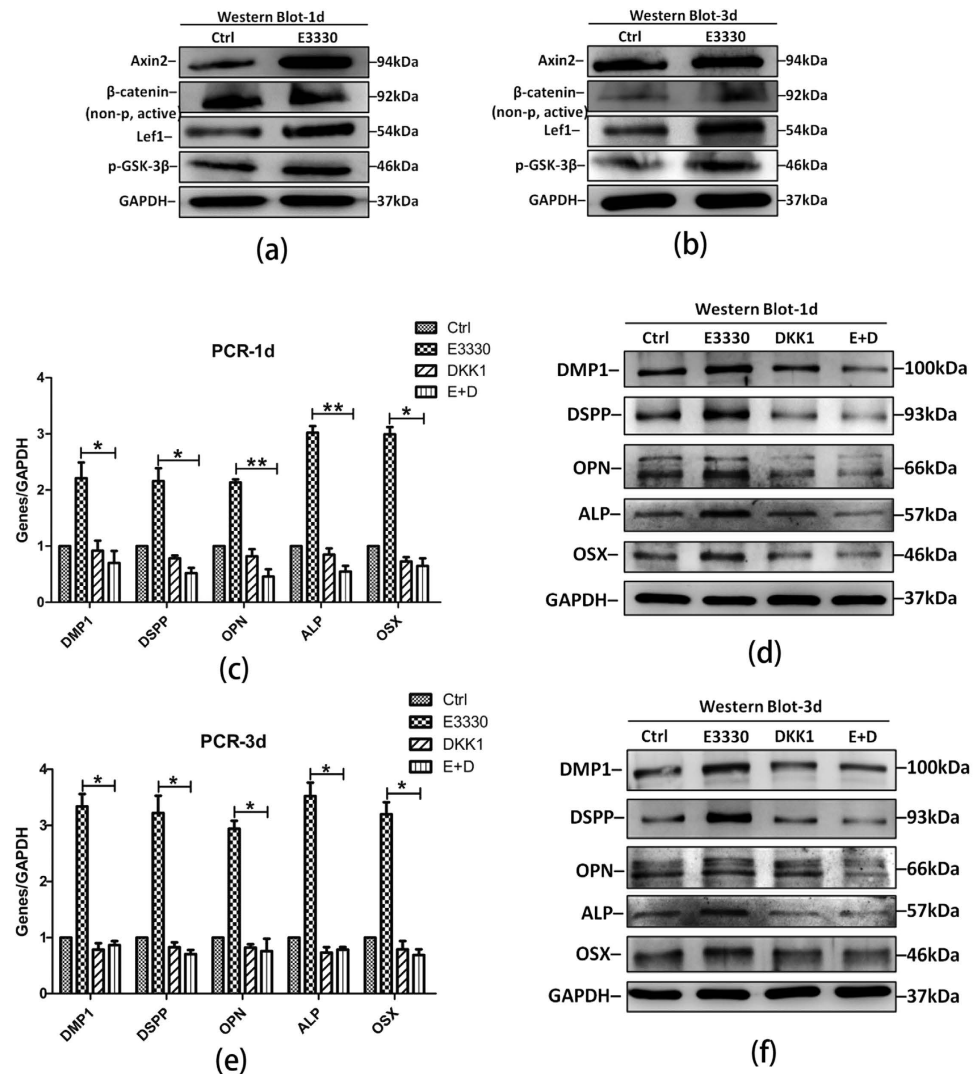 Western Blot-1d
Ctrl E3330
Axin2 94kDa
β-catenin 92kDa
(non-p, active)
Lef1 54kDa
p-GSK-3β 46kDa
GAPDH 37kDa
(a)
Western Blot-3d
Ctrl E3330
Axin2 94kDa
β-catenin 92kDa
(non-p, active)
Lef1 54kDa
p-GSK-3β 46kDa
GAPDH 37kDa
(b)
Ctrl
E3330
DKK1
E+D
PCR-1d
Genes/GAPDH
4
3
2
1
0
* * ** ** *
DMP1 DSPP OPN ALP OSX
(c)
Western Blot-1d
Ctrl E3330 DKK1 E+D
DMP1 100kDa
DSPP 93kDa
OPN 66kDa
ALP 57kDa
OSX 46kDa
GAPDH 37kDa
(d)
Ctrl
E3330
DKK1
E+D
PCR-3d
Genes/GAPDH
4
3
2
1
0
* * * * *
DMP1 DSPP OPN ALP OSX
(e)
Western Blot-3d
Ctrl E3330 DKK1 E+D
DMP1 100kDa
DSPP 93kDa
OPN 66kDa
ALP 57kDa
OSX 46kDa
GAPDH 37kDa
(f)